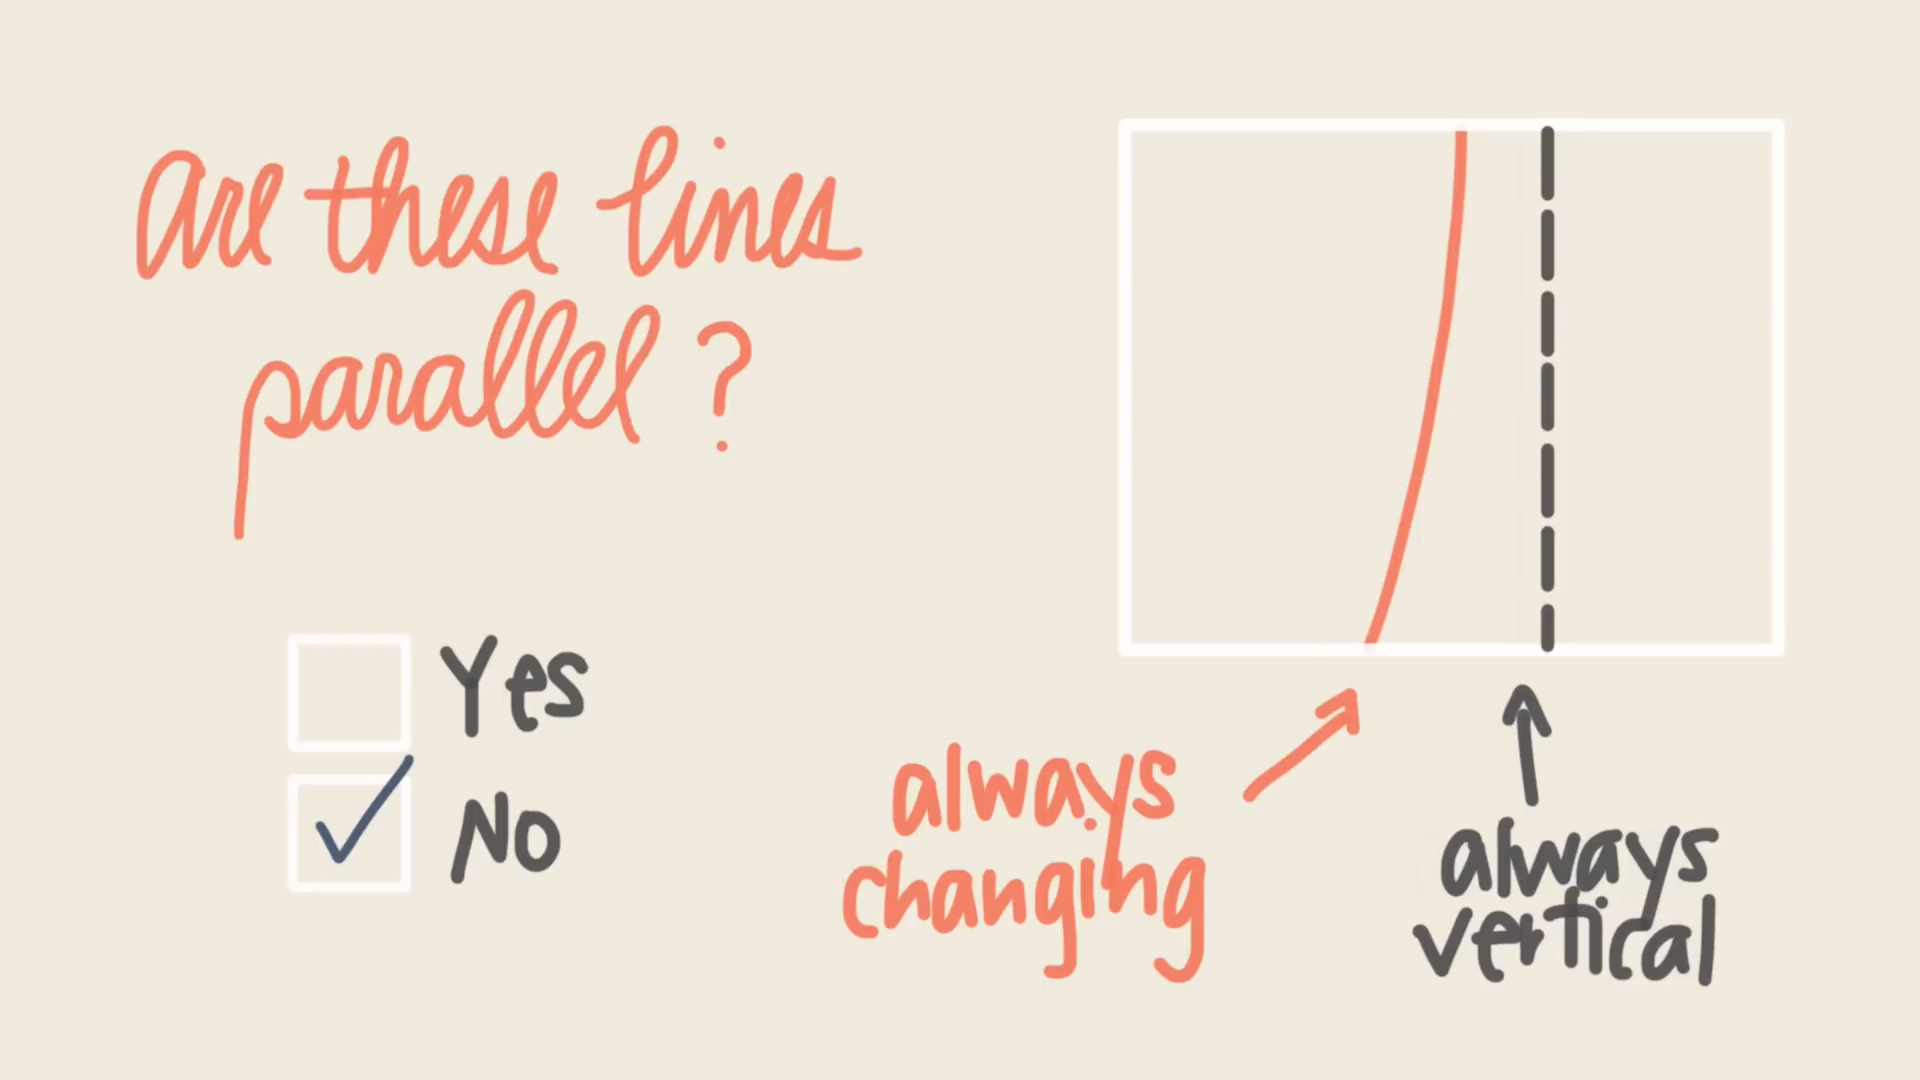 Are these lines
parallel?
Yes
No
always
changing
always
vertical